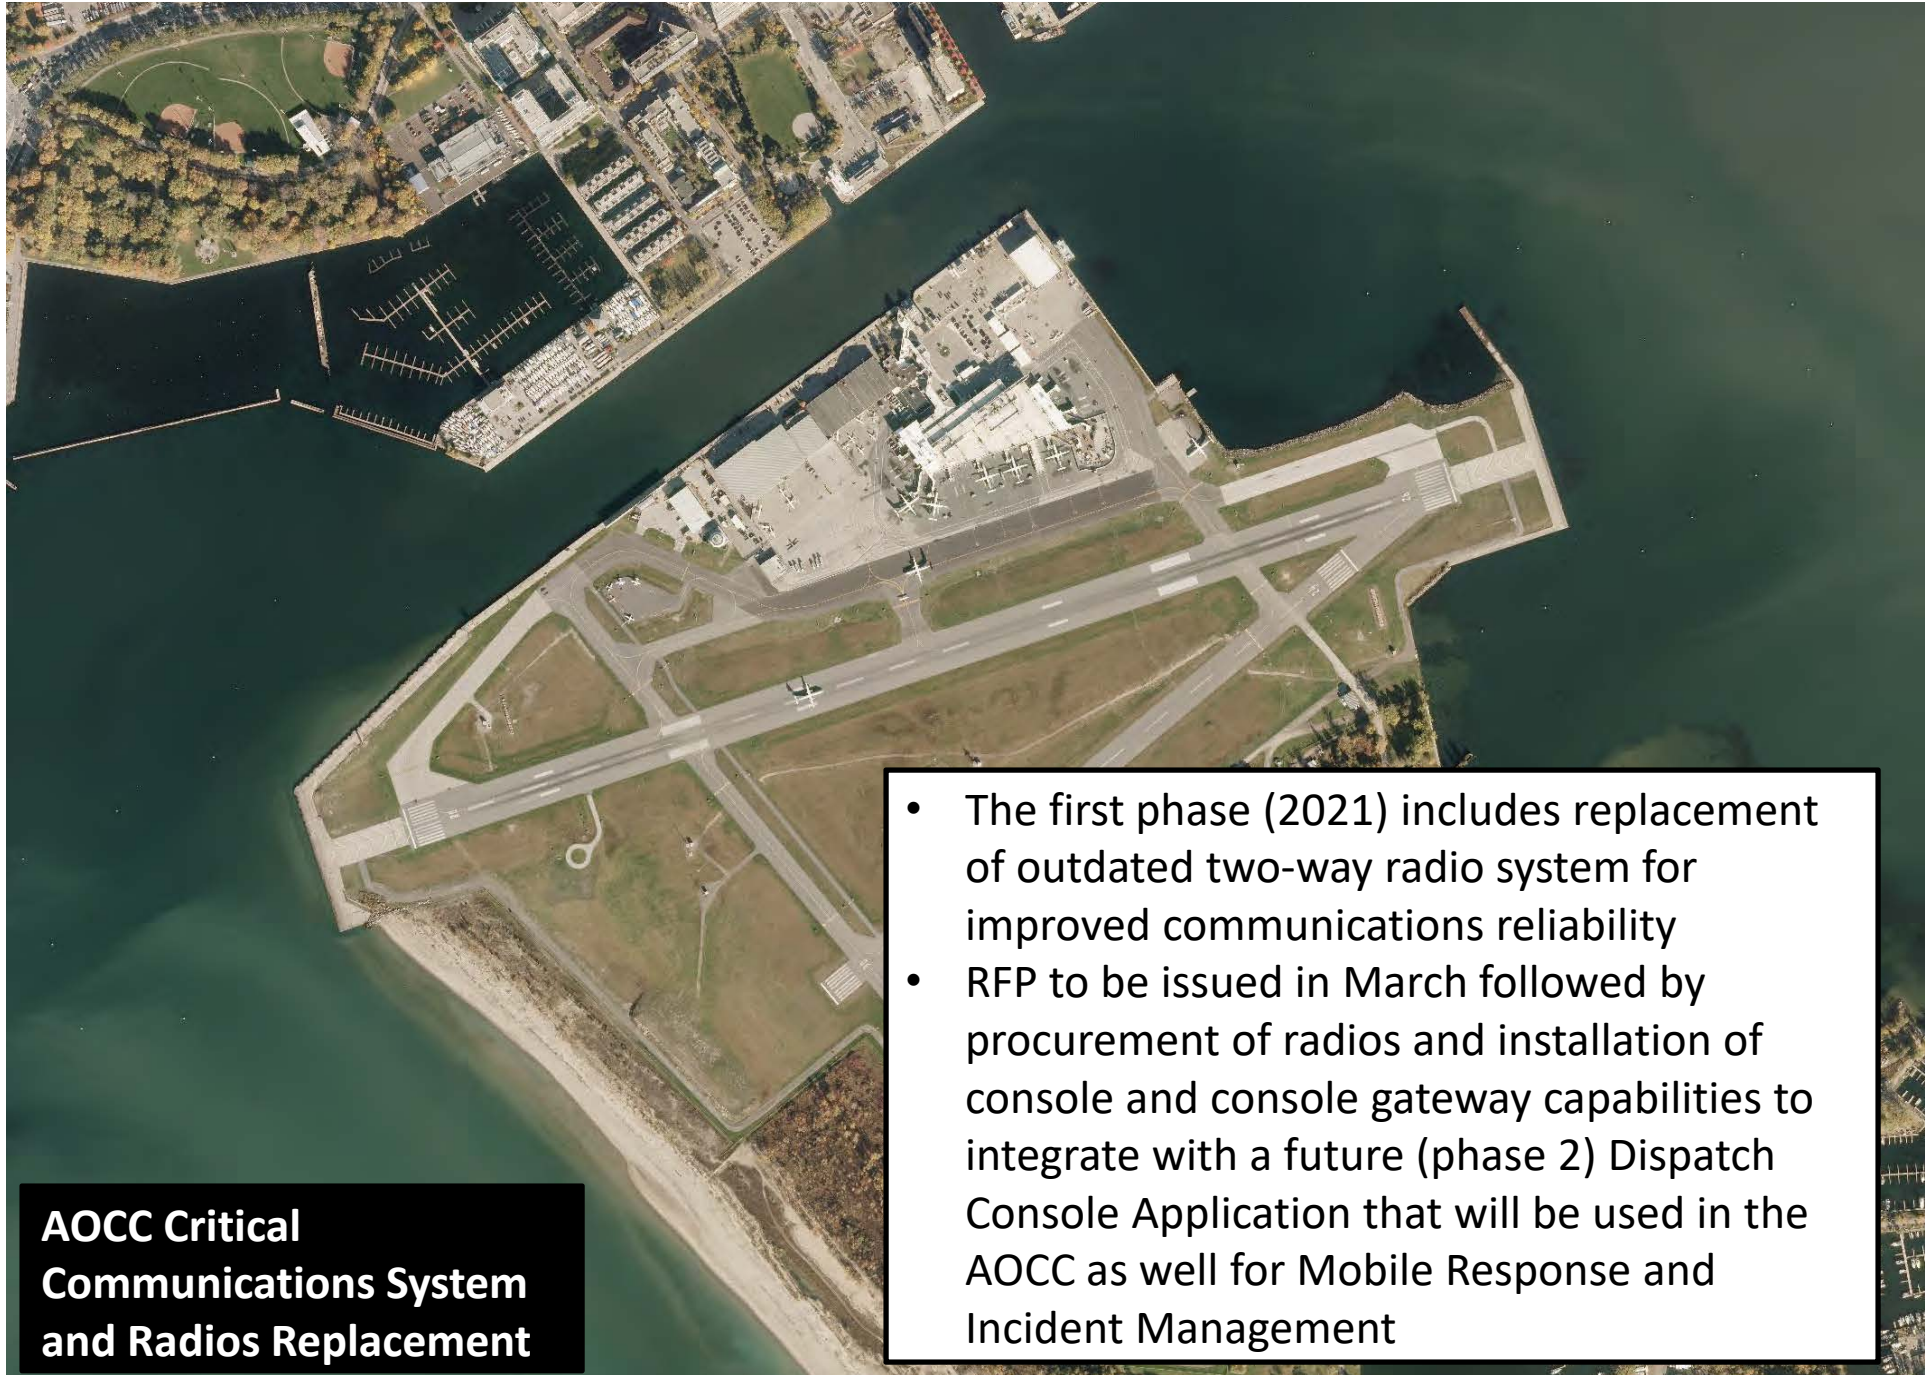 • The first phase (2021) includes replacement
of outdated two-way radio system for
improved communications reliability
• RFP to be issued in March followed by
procurement of radios and installation of
console and console gateway capabilities to
integrate with a future (phase 2) Dispatch
Console Application that will be used in the
AOCC as well for Mobile Response and
Incident Management
AOCC Critical
Communications System
and Radios Replacement